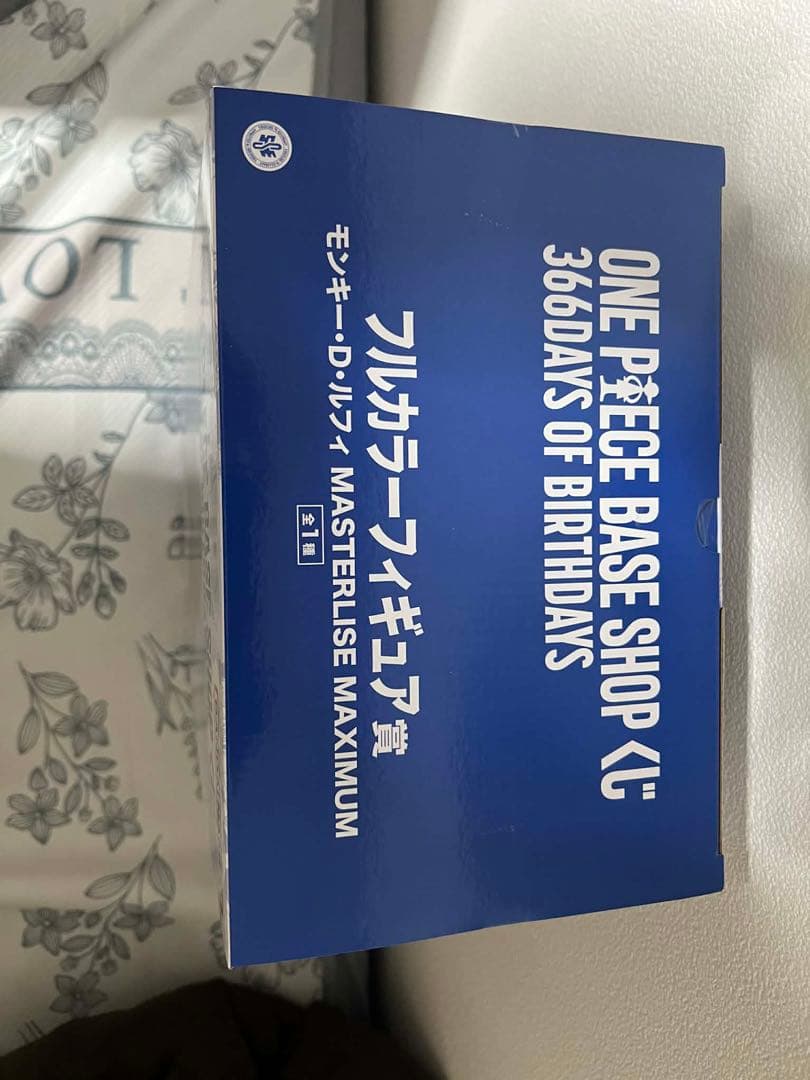 ONE PIECE BASE SHOP くじ
366DAYS OF BIRTHDAYS
フルカラーフィギュア賞
モンキー・D・ルフィ MASTERLISE MAXIMUM
全1種